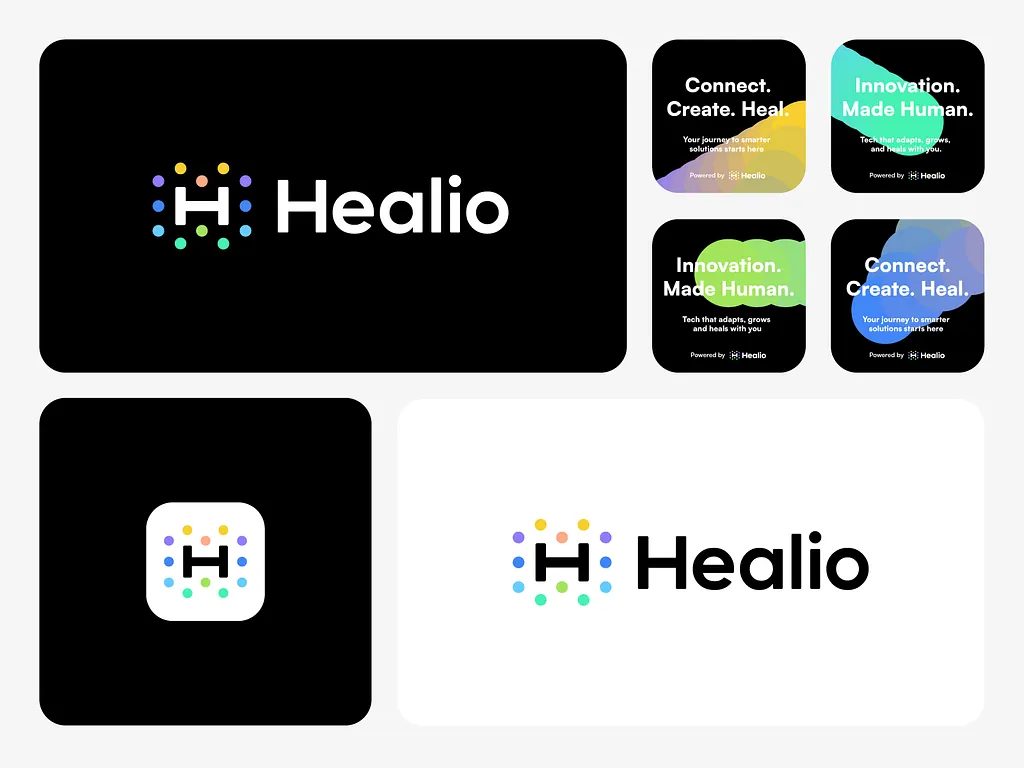 H Healio
Connect.
Create. Heal.
Your journey to smarter
solutions starts here
Powered by H Healio
Innovation.
Made Human.
Tech that adapts, grows,
and heals with you.
Powered by H Healio
Innovation.
Made Human.
Tech that adapts, grows
and heals with you
Powered by H Healio
Connect.
Create. Heal.
Your journey to smarter
solutions starts here
Powered by H Healio
H
H Healio